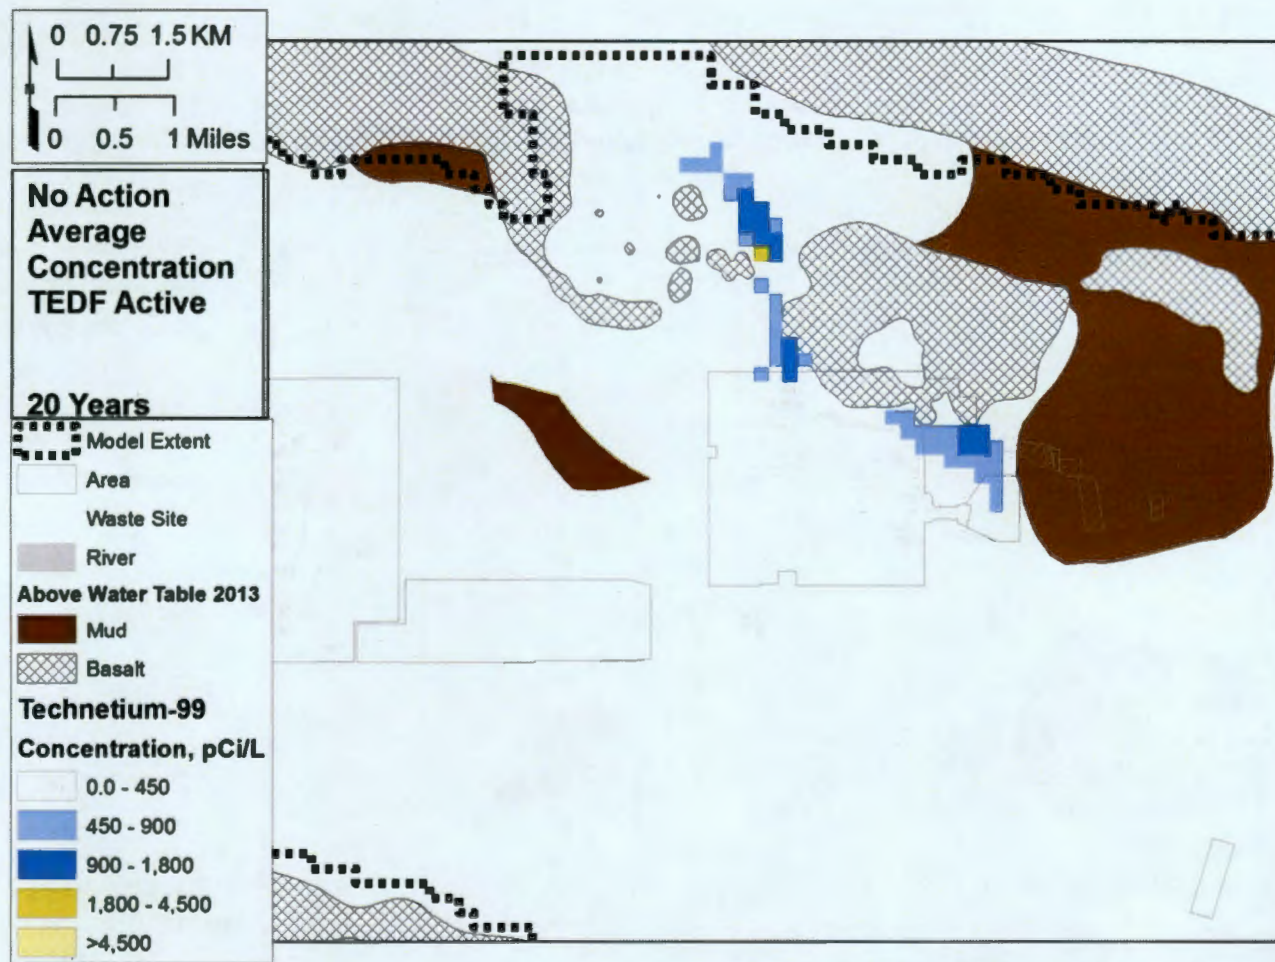 0 0.75 1.5 KM
0 0.5 1 Miles
No Action
Average
Concentration
TEDF Active
20 Years
Model Extent
Area
Waste Site
River
Above Water Table 2013
Mud
Basalt
Technetium-99
Concentration, pCi/L
0.0 - 450
450 - 900
900 - 1,800
1,800 - 4,500
>4,500